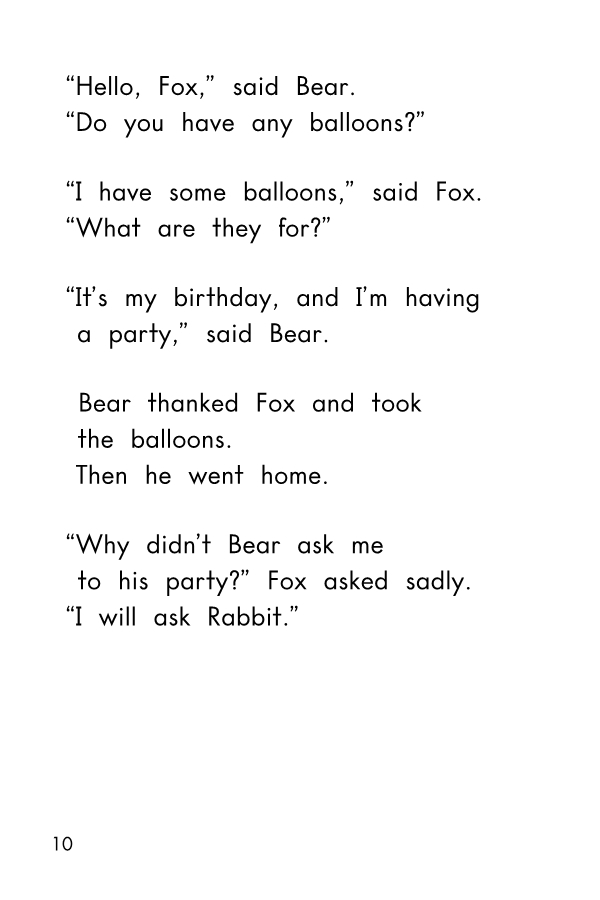 “Hello, Fox,” said Bear.
“Do you have any balloons?”
“I have some balloons,” said Fox.
“What are they for?”
“It’s my birthday, and I’m having
a party,” said Bear.
Bear thanked Fox and took
the balloons.
Then he went home.
“Why didn’t Bear ask me
to his party?” Fox asked sadly.
“I will ask Rabbit.”
10